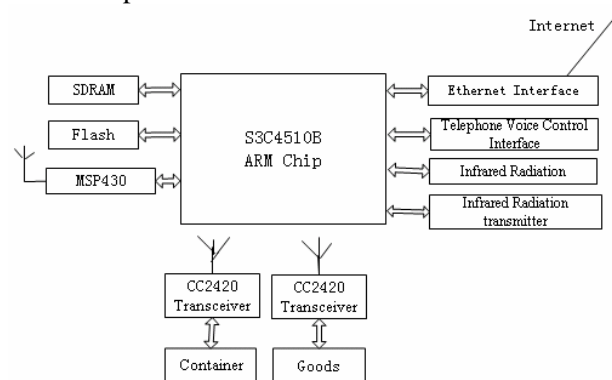 Internet
SDRAM
Ethernet Interface
Flash
S3C4510B
ARM Chip
Telephone Voice Control
Interface
MSP430
Infrared Radiation
Infrared Radiation
transmitter
CC2420
Transceiver
CC2420
Transceiver
Container
Goods